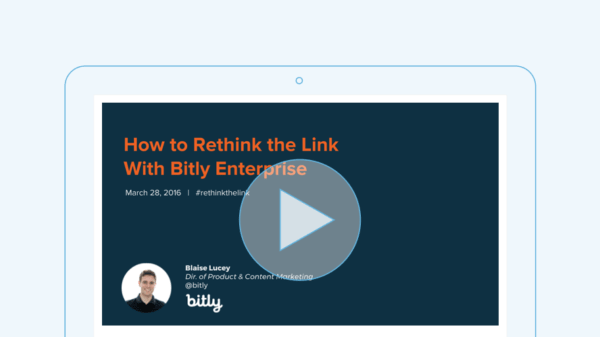 How to Rethink the Link
With Bitly Enterprise
March 28, 2016 | #rethinkthelink
Blaise Lucey
Dir. of Product & Content Marketing
@bitly
bitly